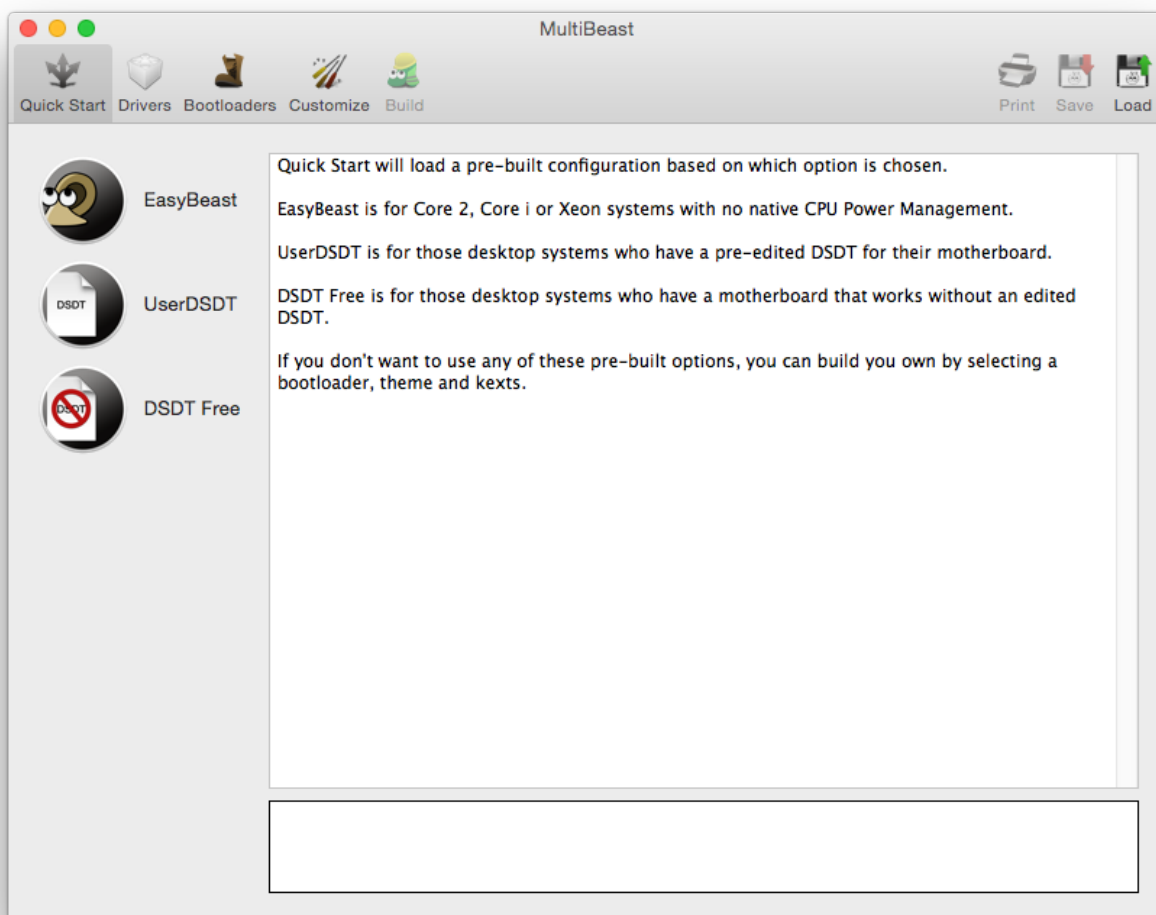 MultiBeast
Quick Start Drivers Bootloaders Customize Build Print Save Load
EasyBeast
UserDSDT
DSDT
DSDT Free
DSDT
Quick Start will load a pre-built configuration based on which option is chosen.
EasyBeast is for Core 2, Core i or Xeon systems with no native CPU Power Management.
UserDSDT is for those desktop systems who have a pre-edited DSDT for their motherboard.
DSDT Free is for those desktop systems who have a motherboard that works without an edited
DSDT.
If you don't want to use any of these pre-built options, you can build you own by selecting a
bootloader, theme and kexts.